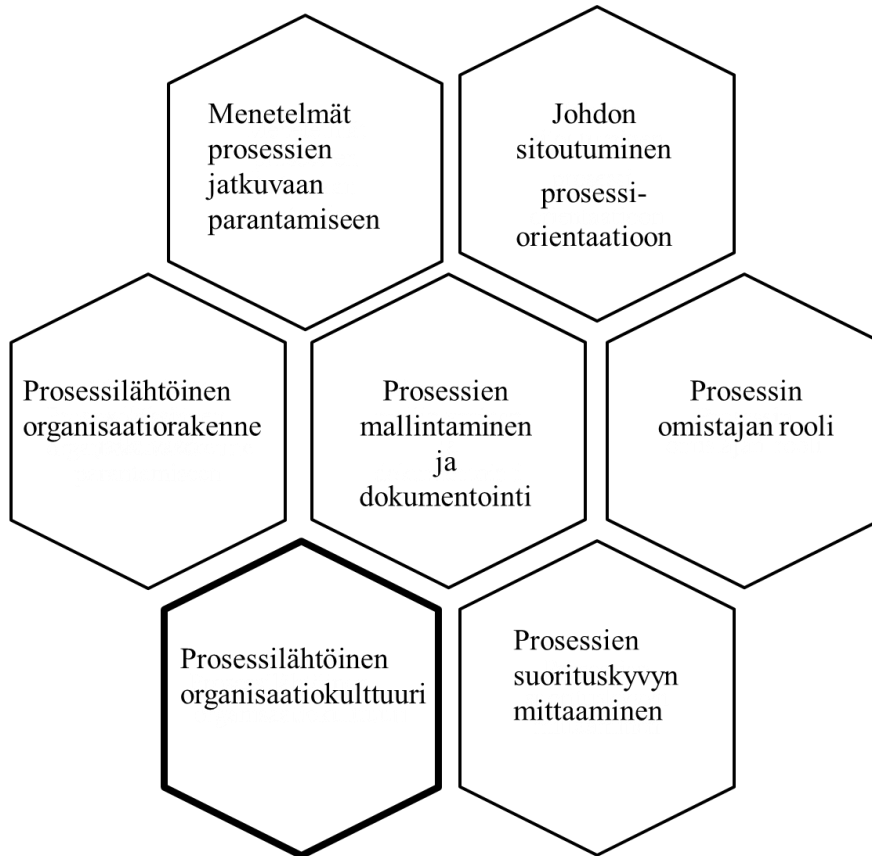 Menetelmät
prosessien
jatkuvaan
parantamiseen
Johdon
sitoutuminen
prosessi-
orientaatioon
Prosessilähtöinen
organisaatiorakenne
Prosessien
mallintaminen
ja
dokumentointi
Prosessin
omistajan rooli
Prosessilähtöinen
organisaatiokulttuuri
Prosessien
suorituskyvyn
mittaaminen